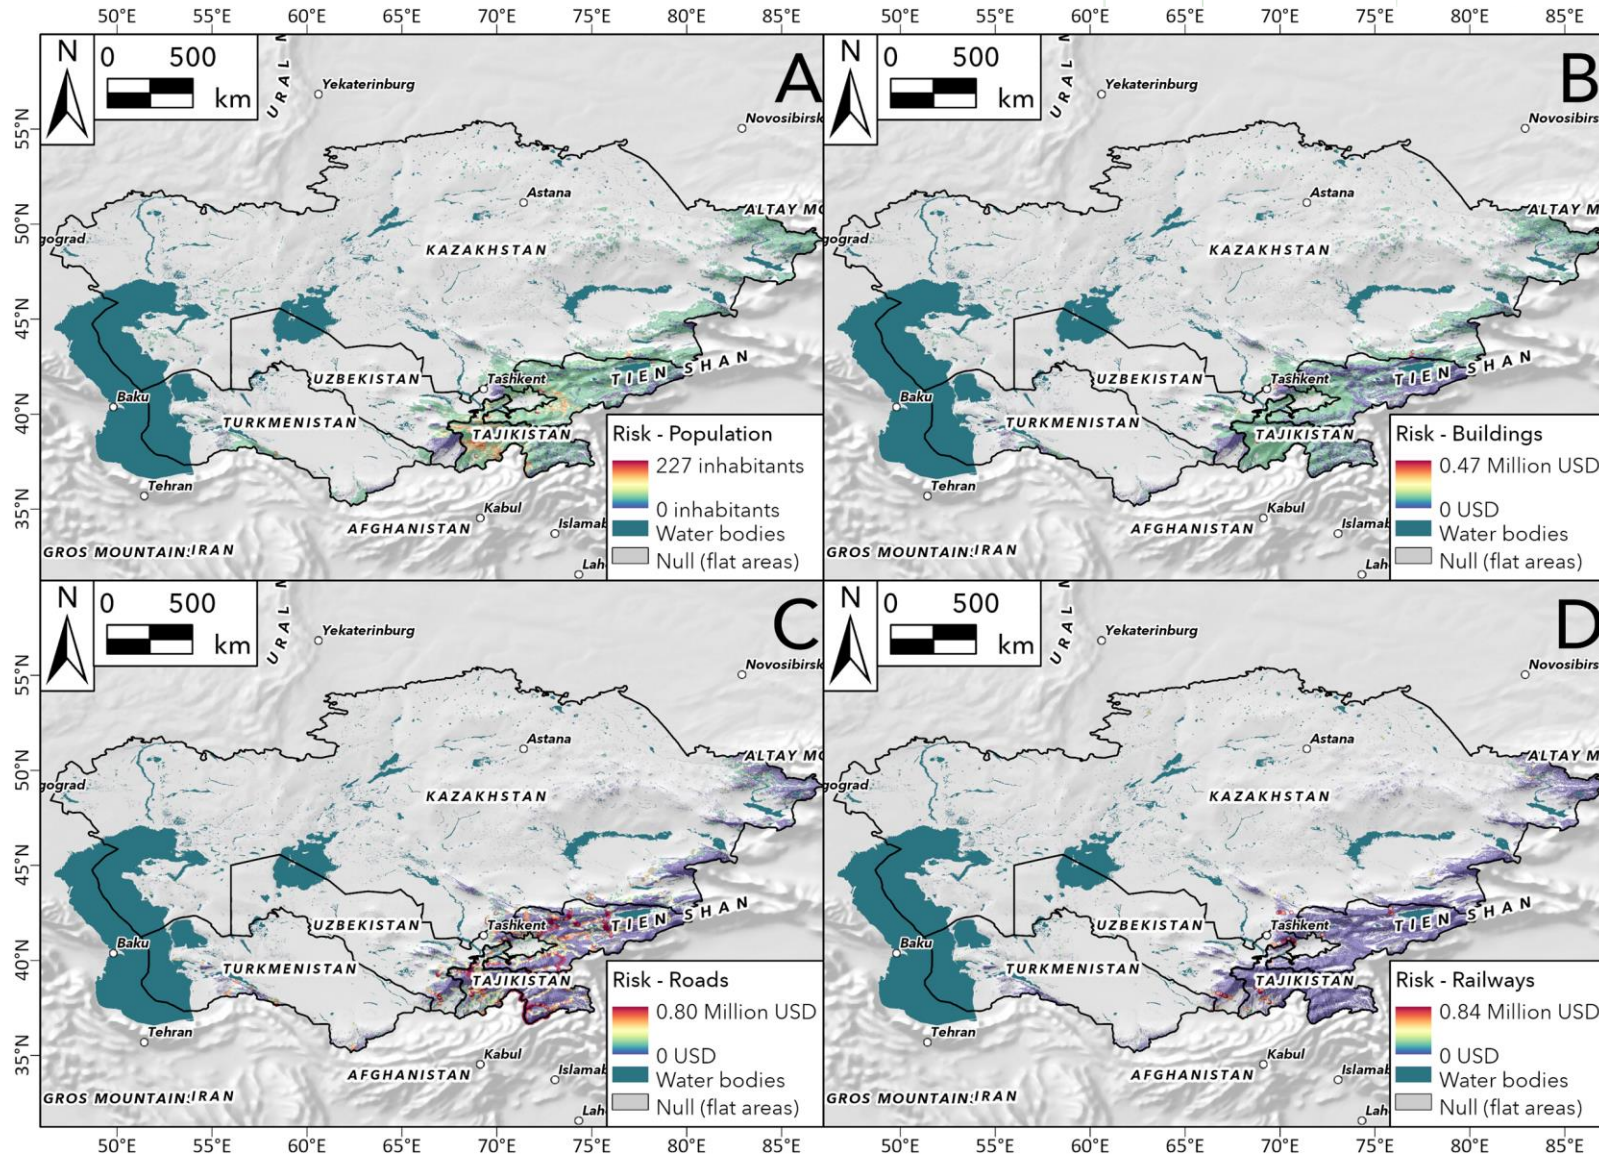 50°E 55°E 60°E 65°E 70°E 75°E 80°E 85°E 50°E 55°E 60°E 65°E 70°E 75°E 80°E 85°E
N 0 500 km
URAL
Yekaterinburg
A
Novosibirsk
55°N
Astana
50°N
ALTAY MO
gograd
KAZAKHSTAN
45°N
UZBEKISTAN
Tashkent
TIEN SHAN
40°N
Baku
TURKMENISTAN
TAJIKISTAN
Risk - Population
227 inhabitants
0 inhabitants
Water bodies
Null (flat areas)
Tehran
35°N
Kabul
AFGHANISTAN
Islamab
GROS MOUNTAIN
IRAN
Lah
N 0 500 km
URAL
Yekaterinburg
B
Novosibirsk
Astana
ALTAY MO
gograd
KAZAKHSTAN
UZBEKISTAN
Tashkent
TIEN SHAN
Baku
TURKMENISTAN
TAJIKISTAN
Risk - Buildings
0.47 Million USD
0 USD
Water bodies
Null (flat areas)
Tehran
Kabul
AFGHANISTAN
Islamab
GROS MOUNTAIN
IRAN
Lah
N 0 500 km
URAL
Yekaterinburg
C
Novosibirsk
55°N
Astana
50°N
ALTAY MO
gograd
KAZAKHSTAN
45°N
UZBEKISTAN
Tashkent
TIEN SHAN
40°N
Baku
TURKMENISTAN
TAJIKISTAN
Risk - Roads
0.80 Million USD
0 USD
Water bodies
Null (flat areas)
Tehran
35°N
Kabul
AFGHANISTAN
Islamab
GROS MOUNTAIN
IRAN
Lah
N 0 500 km
URAL
Yekaterinburg
D
Novosibirs
Astana
ALTAY MO
gograd
KAZAKHSTAN
UZBEKISTAN
Tashkent
TIEN SHAN
Baku
TURKMENISTAN
TAJIKISTAN
Risk - Railways
0.84 Million USD
0 USD
Water bodies
Null (flat areas)
Tehran
Kabul
AFGHANISTAN
Islamab
GROS MOUNTAIN
IRAN
Lah
50°E 55°E 60°E 65°E 70°E 75°E 80°E 85°E 50°E 55°E 60°E 65°E 70°E 75°E 80°E 85°E